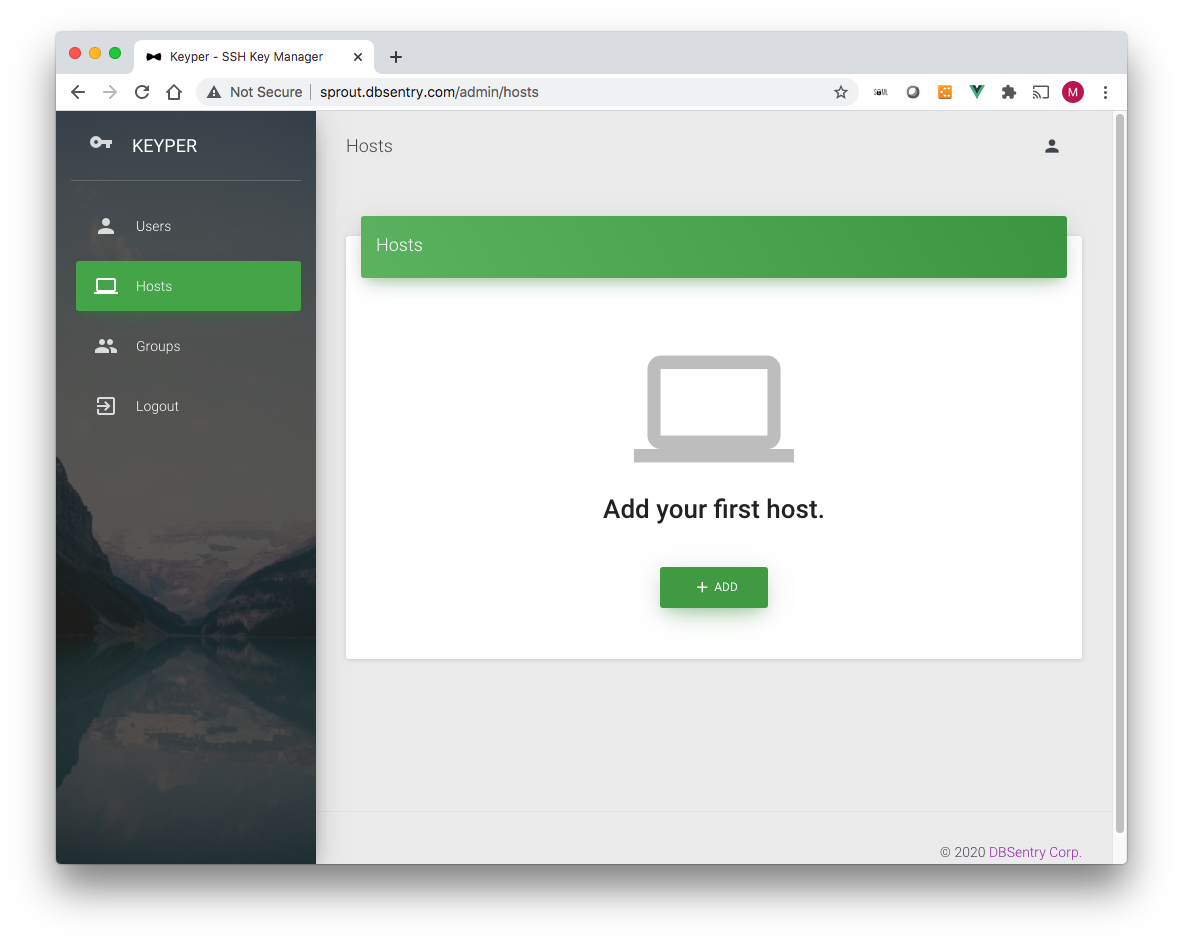 Keyper - SSH Key Manager
Not Secure sprout.dbsentry.com/admin/hosts
M
KEYPER
Users
Hosts
Groups
Logout
Hosts
Hosts
Add your first host.
+ ADD
© 2020 DBSentry Corp.